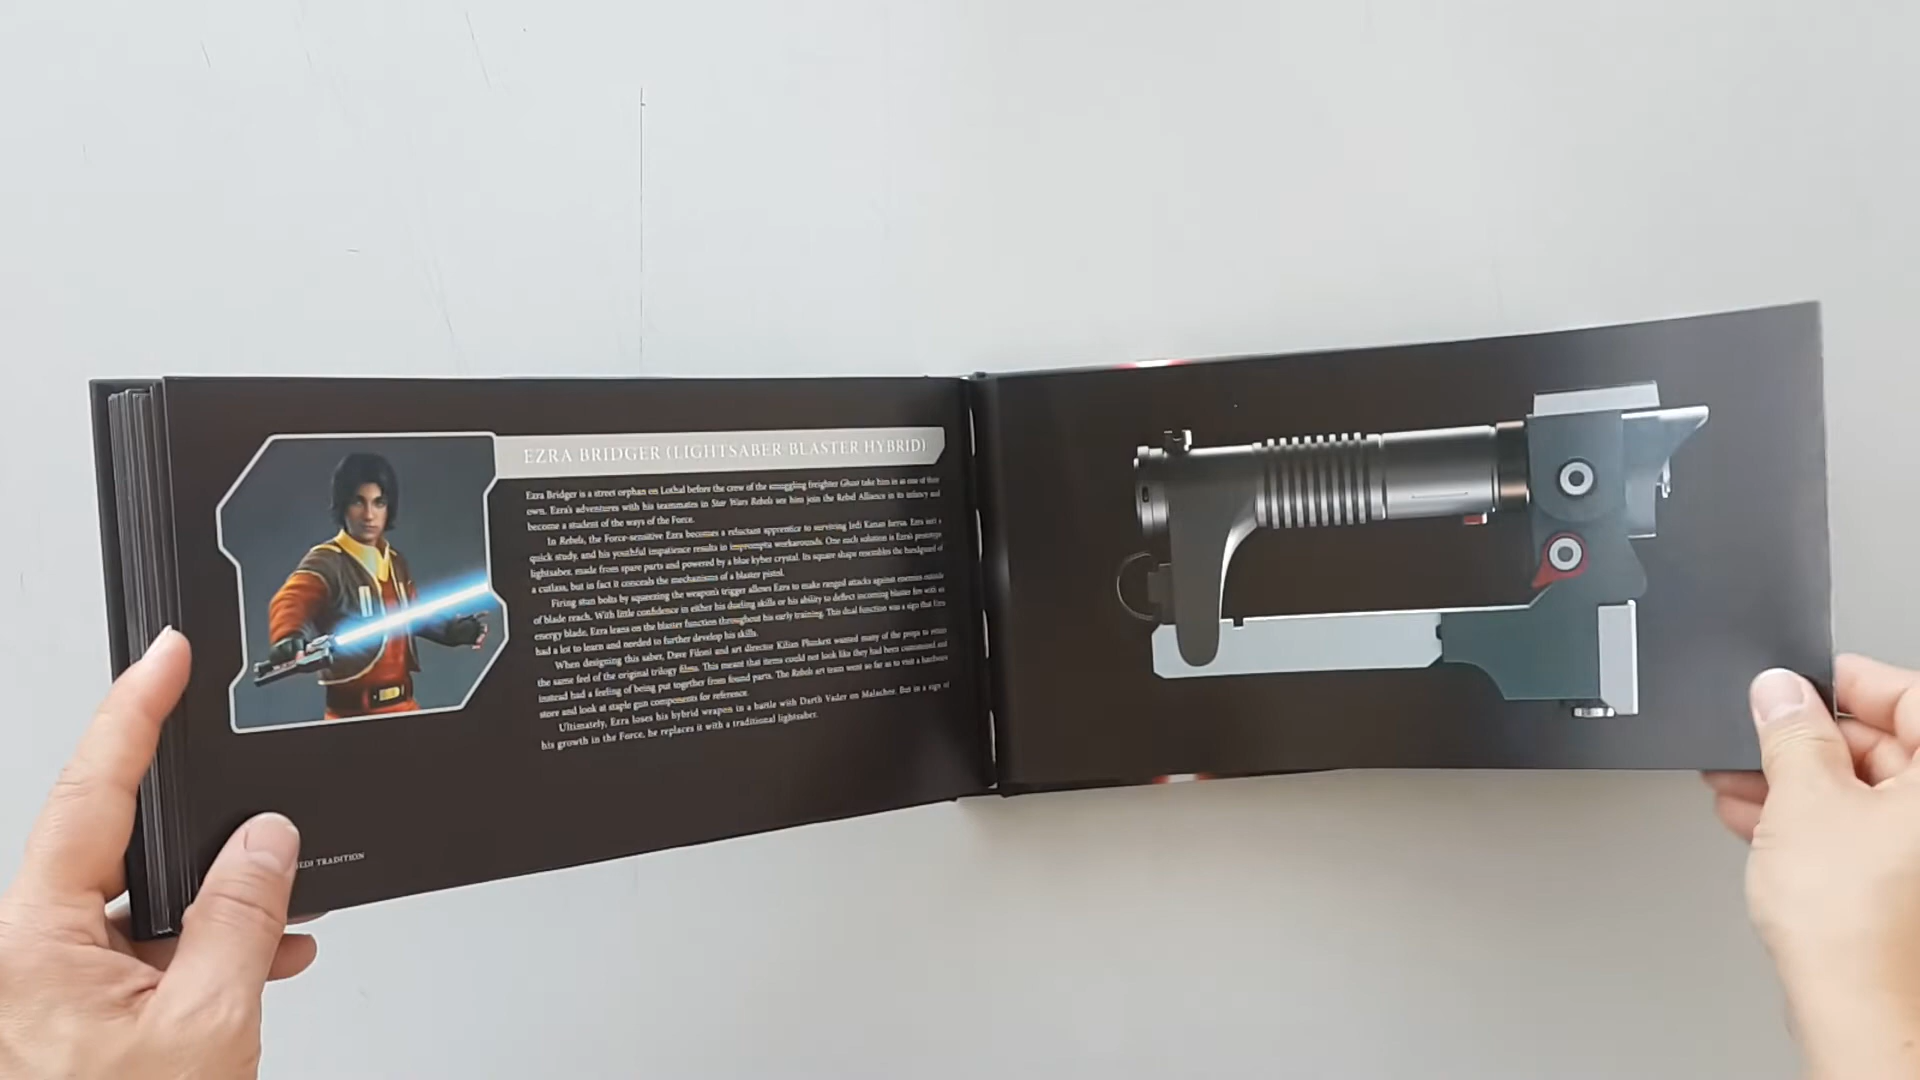 EZRA BRIDGER (LIGHTSABER-BLASTER HYBRID)
Ezra Bridger is a street orphan on Lothal before the crew of the smuggling freighter Ghost take him in as one of their
own. Ezra's adventures with his teammates in Star Wars Rebels see him join the Rebel Alliance in its infancy and
become a student of the ways of the Force.
In Rebels, the Force-sensitive Ezra becomes a reluctant apprentice to surviving Jedi Kanan Jarrus. Ezra isn't a
quick study, and his youthful impatience results in impromptu workarounds. One such solution is Ezra's prototype
lightsaber, made from spare parts and powered by a blue kyber crystal. Its square shape resembles the handguard of
a cutlass, but in fact it conceals the mechanisms of a blaster pistol.
Firing stun bolts by squeezing the weapon's trigger allows Ezra to make ranged attacks against enemies outside
of blade reach. With little confidence in either his dueling skills or his ability to deflect incoming blaster fire with an
energy blade, Ezra leans on the blaster function throughout his early training. This dual function was a sign that Ezra
had a lot to learn and needed to further develop his skills.
When designing this saber, Dave Filoni and art director Kilian Plunkett wanted many of the props to retain
the same feel of the original trilogy films. This meant that items could not look like they had been customized and
instead had a feeling of being put together from found parts. The Rebels art team went so far as to visit a hardware
store and look at staple gun components for reference.
Ultimately, Ezra loses his hybrid weapon in a battle with Darth Vader on Malachor. But in a sign of
his growth in the Force, he replaces it with a traditional lightsaber.
EDI TRADITION